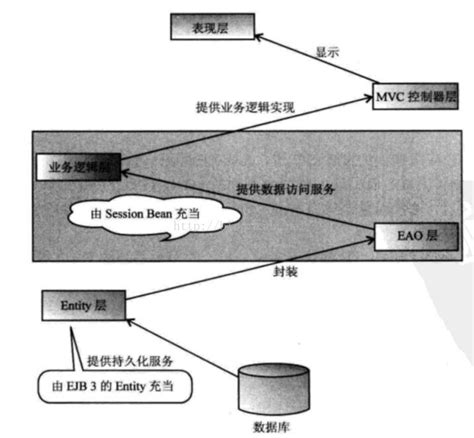 表现层
显示
MVC 控制器层
提供业务逻辑实现
业务逻辑层
提供数据访问服务
由 Session Bean 充当
http://
EAO 层
封装
Entity 层
提供持久化服务
由 EJB 3 的 Entity 充当
数据库